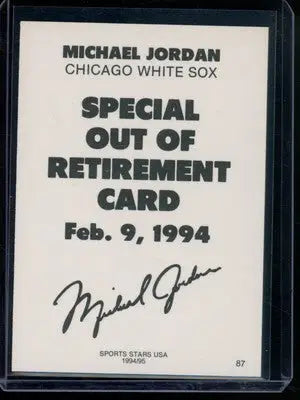 MICHAEL JORDAN
CHICAGO WHITE SOX
SPECIAL
OUT OF
RETIREMENT
CARD
Feb. 9, 1994
Michael Jordan
SPORTS STARS USA
1994/95
87